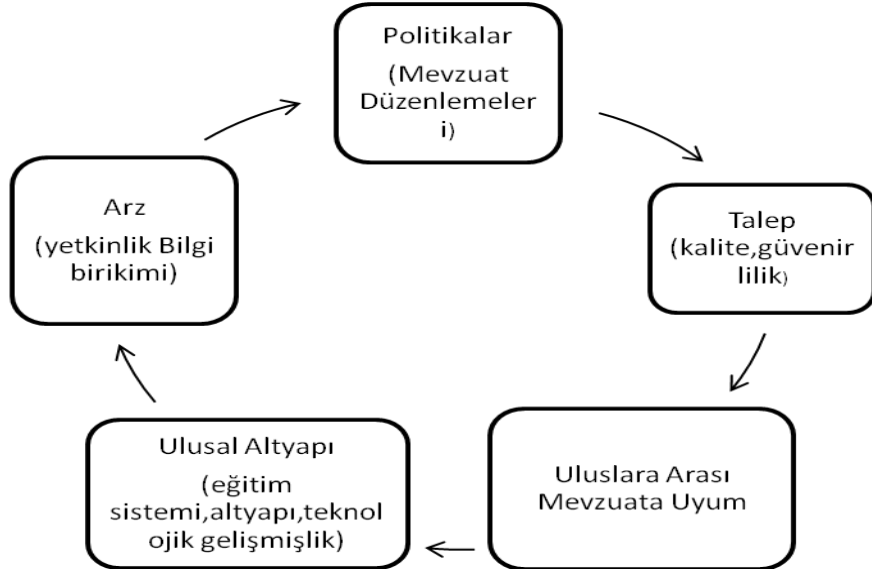 Politikalar
(Mevzuat
Düzenlemeler
i)
Arz
(yetkinlik Bilgi
birikimi)
Talep
(kalite,güvenir
lilik)
Ulusal Altyapı
(eğitim
sistemi,altyapı,teknol
ojik gelişmişlik)
Uluslara Arası
Mevzuata Uyum